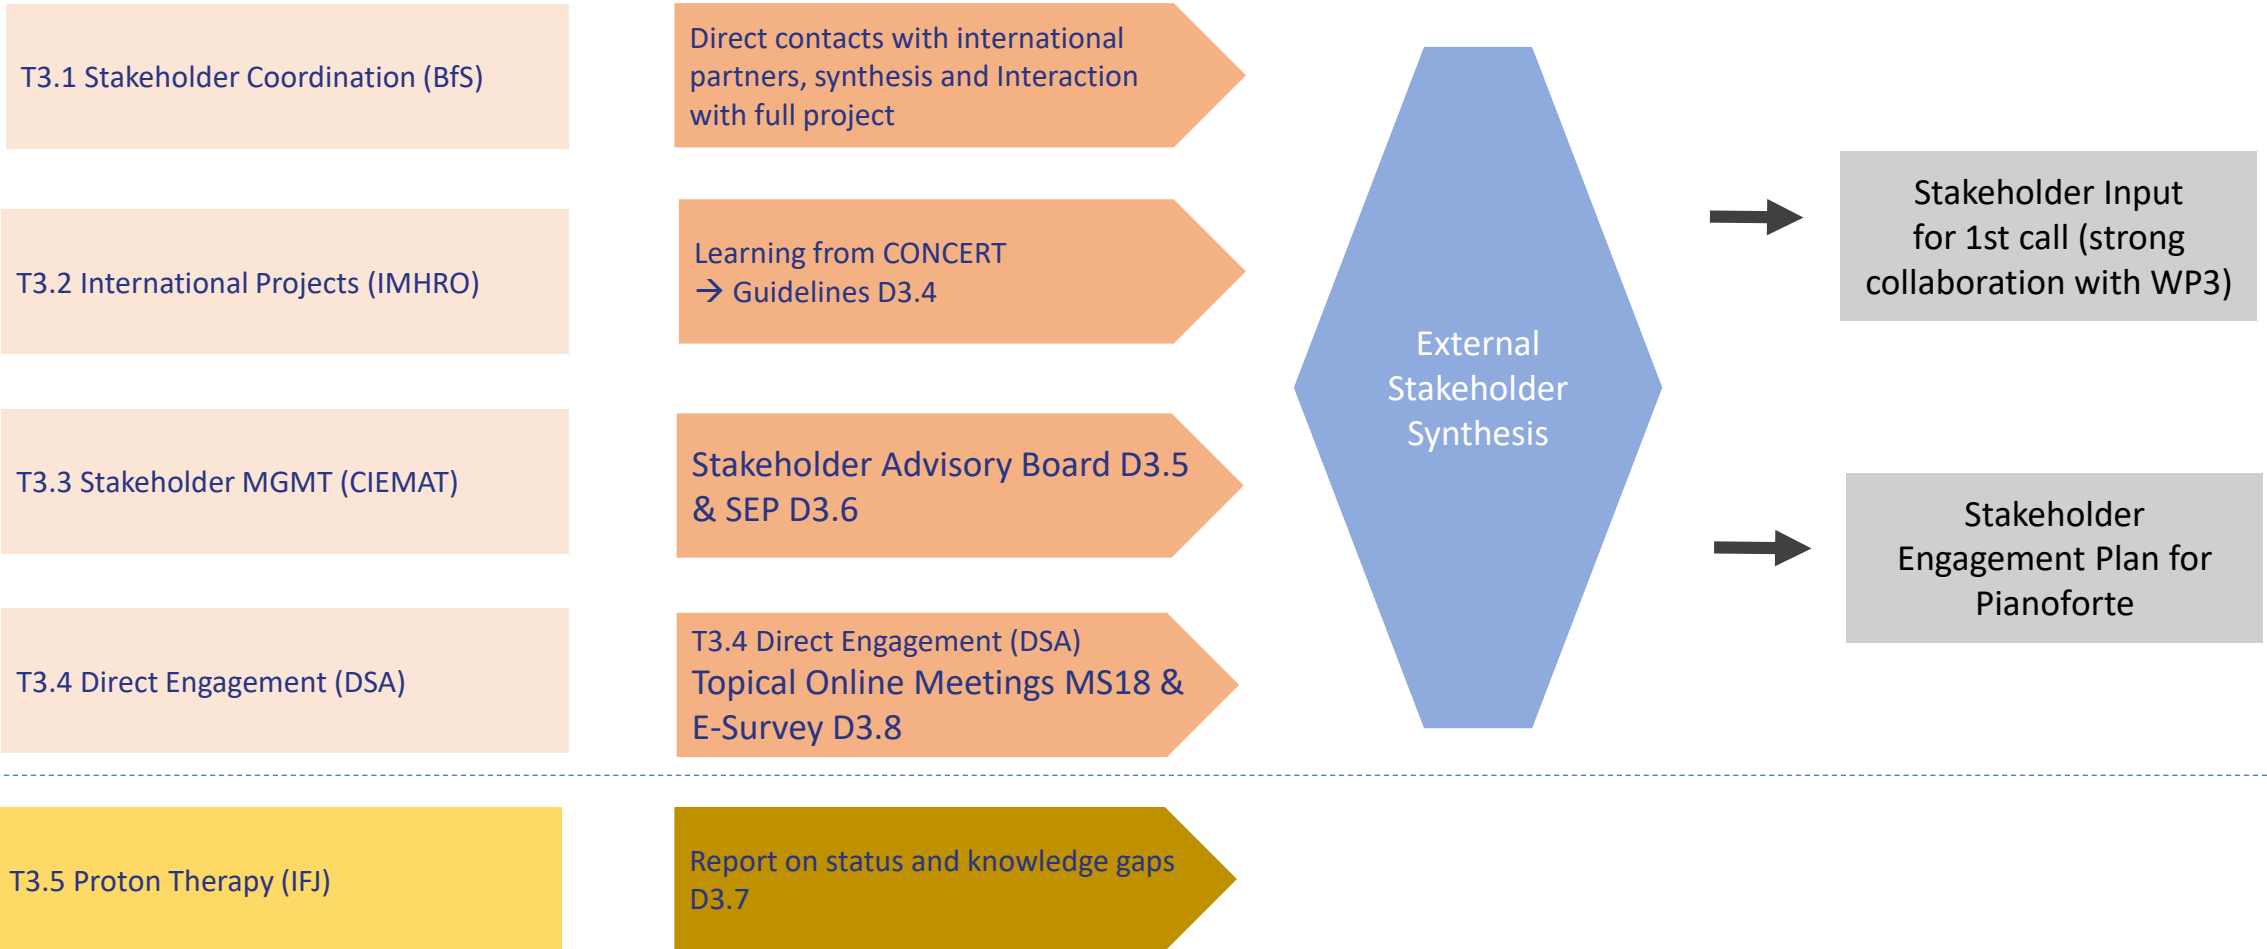 T3.1 Stakeholder Coordination (BfS)
Direct contacts with international
partners, synthesis and Interaction
with full project
T3.2 International Projects (IMHRO)
Learning from CONCERT
→ Guidelines D3.4
T3.3 Stakeholder MGMT (CIEMAT)
Stakeholder Advisory Board D3.5
& SEP D3.6
T3.4 Direct Engagement (DSA)
T3.4 Direct Engagement (DSA)
Topical Online Meetings MS18 &
E-Survey D3.8
External
Stakeholder
Synthesis
Stakeholder Input
for 1st call (strong
collaboration with WP3)
Stakeholder
Engagement Plan for
Pianoforte
T3.5 Proton Therapy (IFJ)
Report on status and knowledge gaps
D3.7